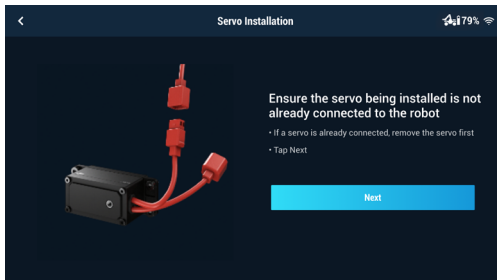 Servo Installation
79%
Ensure the servo being installed is not
already connected to the robot
• If a servo is already connected, remove the servo first
• Tap Next
Next